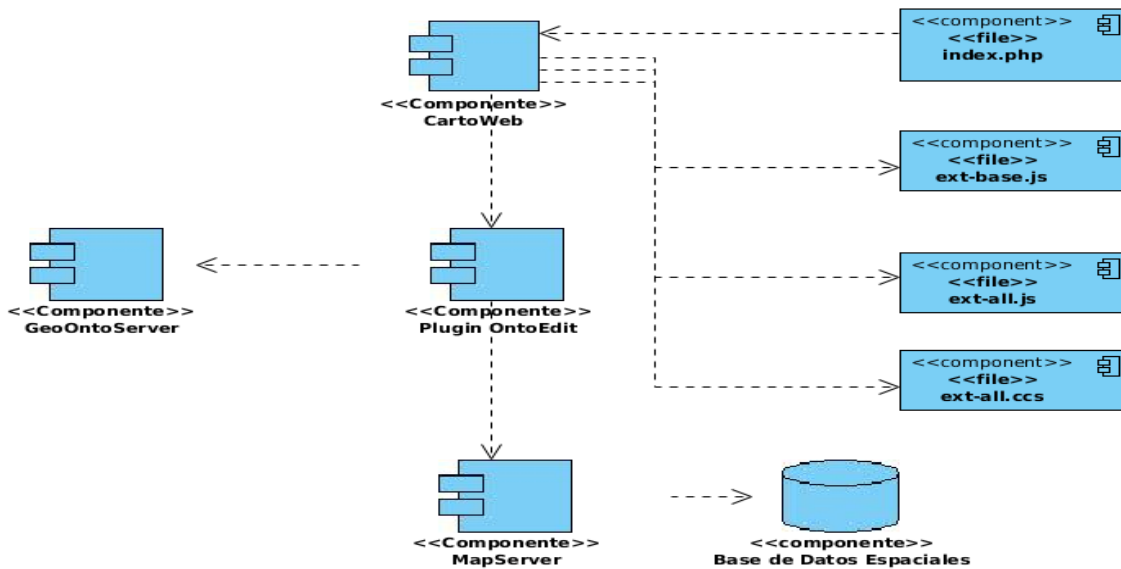 <<component>>
<<file>>
index.php
<<Componente>>
CartoWeb
<<component>>
<<file>>
ext-base.js
<<Componente>>
GeoOntoServer
<<Componente>>
Plugin OntoEdit
<<component>>
<<file>>
ext-all.js
<<component>>
<<file>>
ext-all.ccs
<<Componente>>
MapServer
<<componente>>
Base de Datos Espaciales